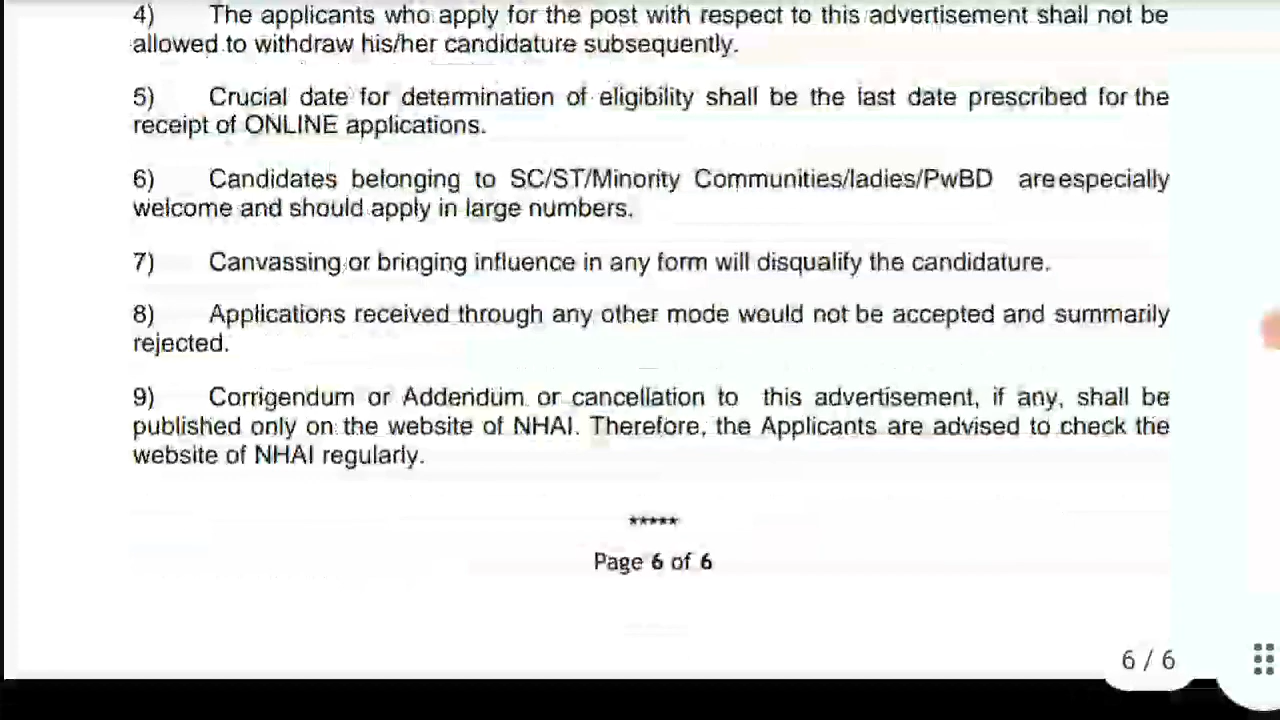 4) The applicants who apply for the post with respect to this advertisement shall not be
allowed to withdraw his/her candidature subsequently.
5) Crucial date for determination of eligibility shall be the last date prescribed for the
receipt of ONLINE applications.
6) Candidates belonging to SC/ST/Minority Communities/ladies/PwBD are especially
welcome and should apply in large numbers.
7) Canvassing or bringing influence in any form will disqualify the candidature.
8) Applications received through any other mode would not be accepted and summarily
rejected.
9) Corrigendum or Addendum or cancellation to this advertisement, if any, shall be
published only on the website of NHAI. Therefore, the Applicants are advised to check the
website of NHAI regularly.
*****
Page 6 of 6
6 / 6